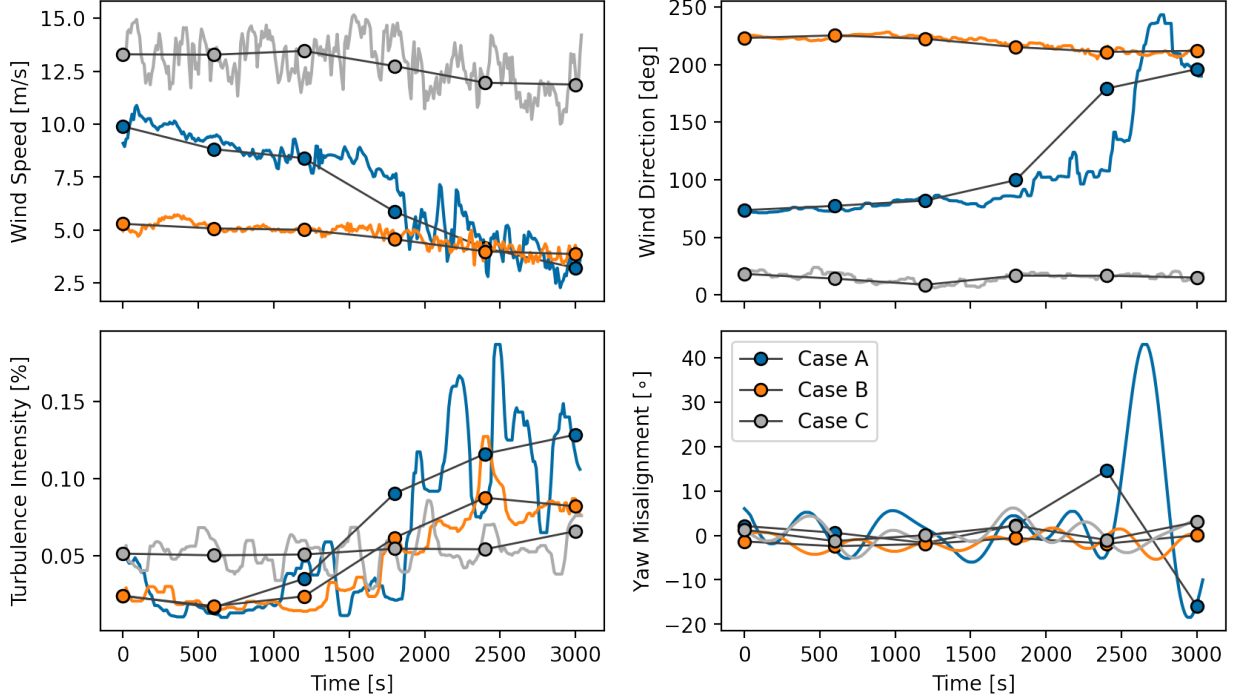 Wind Speed [m/s]
15.0
12.5
10.0
7.5
5.0
2.5
Wind Direction [deg]
250
200
150
100
50
0
Turbulence Intensity [%]
0.15
0.10
0.05
0 500 1000 1500 2000 2500 3000
Time [s]
Yaw Misalignment [∘]
40
30
20
10
0
−10
−20
Case A
Case B
Case C
0 500 1000 1500 2000 2500 3000
Time [s]